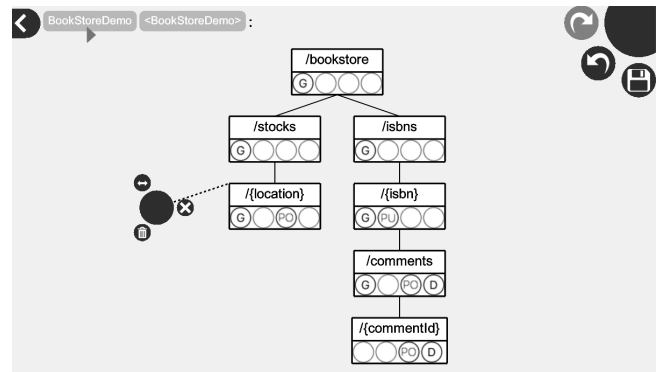 BookStoreDemo <BookStoreDemo> :
/bookstore
G
/stocks /isbns
G G
/{location} /{isbn}
G PO G PU
/comments
G PO D
/{commentId}
PO D